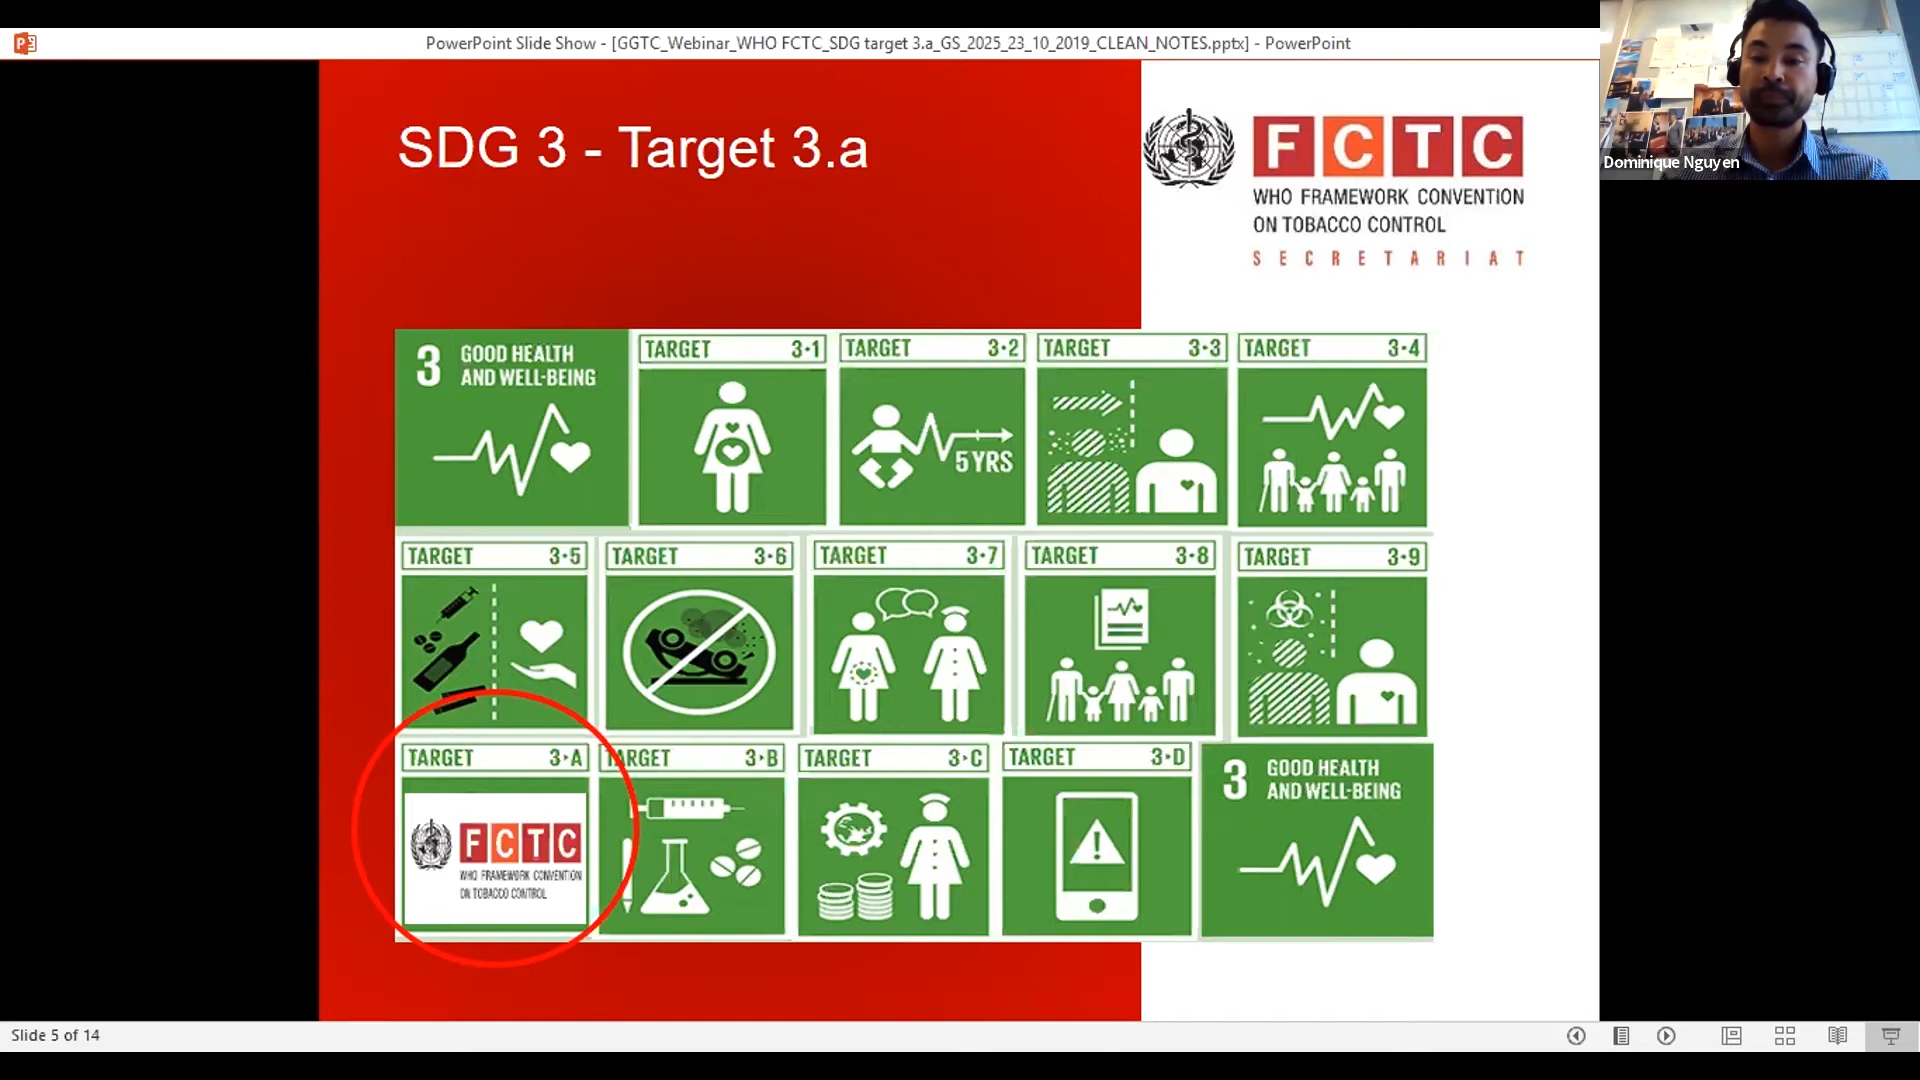 PowerPoint Slide Show - [GGTC_Webinar_WHO FCTC_SDG target 3.a_GS_2025_23_10_2019_CLEAN_NOTES.pptx] - PowerPoint
Dominique Nguyen
SDG 3 - Target 3.a
FCTC
WHO FRAMEWORK CONVENTION
ON TOBACCO CONTROL
SECRETARIAT
3 GOOD HEALTH
AND WELL-BEING
TARGET 3·1
TARGET 3·2
5 YRS
TARGET 3·3
TARGET 3·4
TARGET 3·5
TARGET 3·6
TARGET 3·7
TARGET 3·8
TARGET 3·9
TARGET 3·A
FCTC
WHO FRAMEWORK CONVENTION
ON TOBACCO CONTROL
TARGET 3·B
TARGET 3·C
TARGET 3·D
3 GOOD HEALTH
AND WELL-BEING
Slide 5 of 14